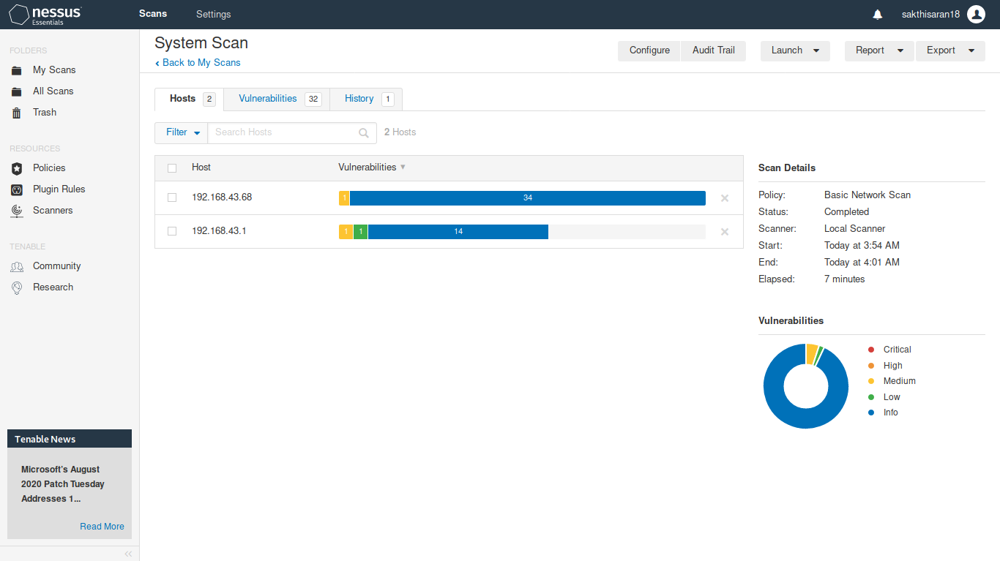 nessus
Essentials
Scans
Settings
sakthisaran18
FOLDERS
My Scans
All Scans
Trash
RESOURCES
Policies
Plugin Rules
Scanners
TENABLE
Community
Research
Tenable News
Microsoft's August
2020 Patch Tuesday
Addresses 1...
Read More
System Scan
Back to My Scans
Configure
Audit Trail
Launch
Report
Export
Hosts 2
Vulnerabilities 32
History 1
Filter
Search Hosts
2 Hosts
Host
Vulnerabilities
192.168.43.68
1 34
192.168.43.1
1 1 14
Scan Details
Policy: Basic Network Scan
Status: Completed
Scanner: Local Scanner
Start: Today at 3:54 AM
End: Today at 4:01 AM
Elapsed: 7 minutes
Vulnerabilities
Critical
High
Medium
Low
Info